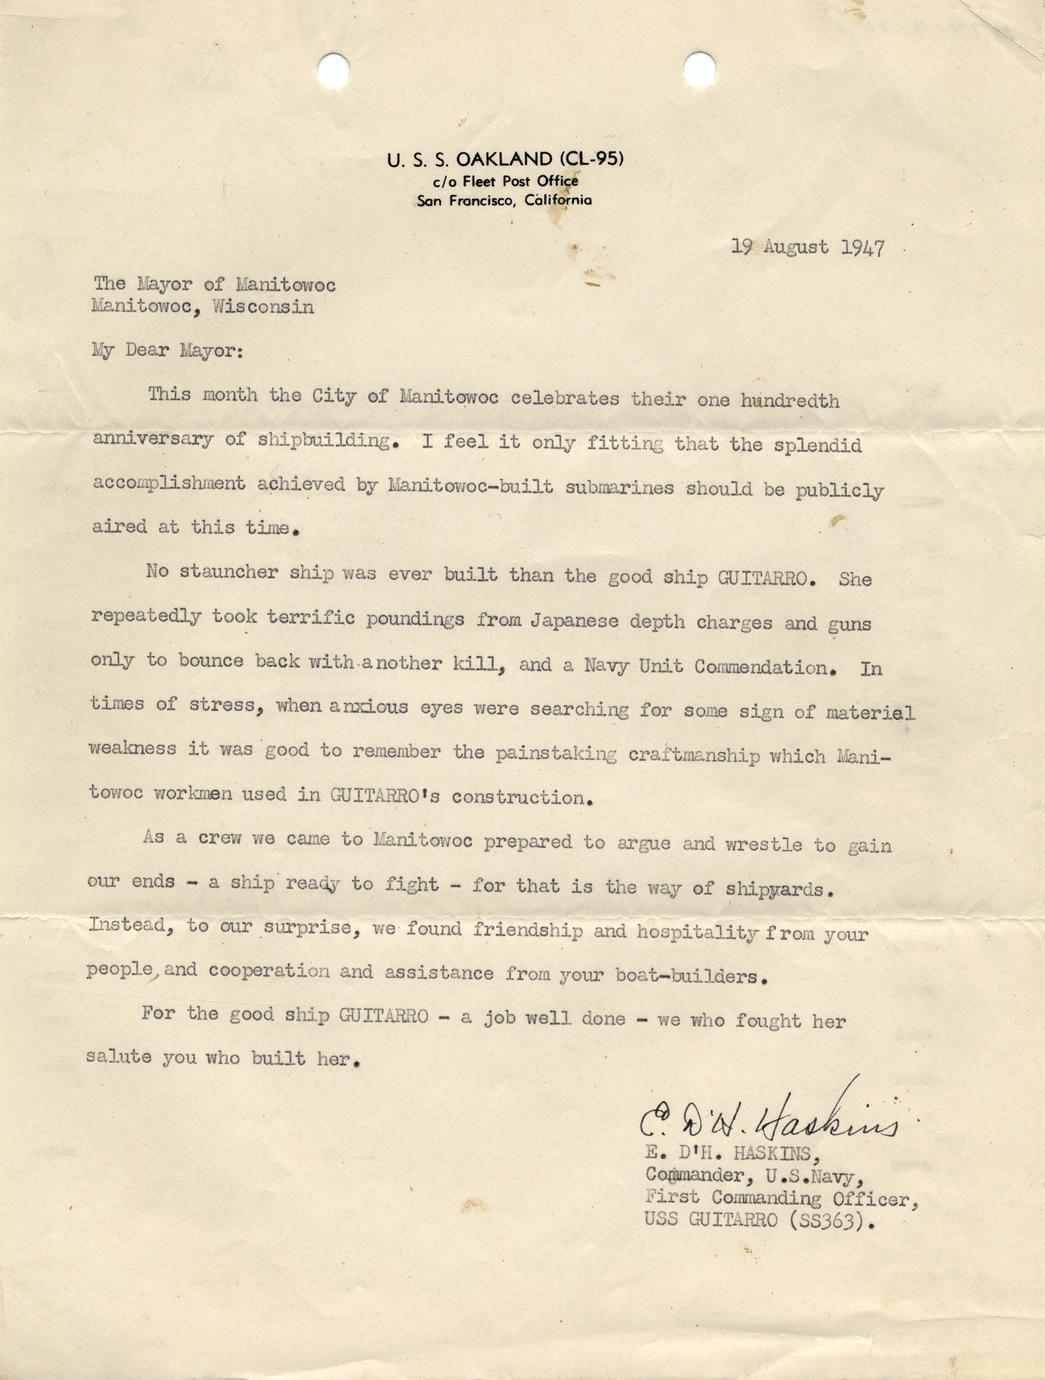 U. S. S. OAKLAND (CL-95)
c/o Fleet Post Office
San Francisco, California
19 August 1947
The Mayor of Manitowoc
Manitowoc, Wisconsin
My Dear Mayor:
This month the City of Manitowoc celebrates their one hundredth
anniversary of shipbuilding. I feel it only fitting that the splendid
accomplishment achieved by Manitowoc-built submarines should be publicly
aired at this time.
No stauncher ship was ever built than the good ship GUITARRO. She
repeatedly took terrific poundings from Japanese depth charges and guns
only to bounce back with another kill, and a Navy Unit Commendation. In
times of stress, when anxious eyes were searching for some sign of material
weakness it was good to remember the painstaking craftmanship which Mani-
towoc workmen used in GUITARRO's construction.
As a crew we came to Manitowoc prepared to argue and wrestle to gain
our ends - a ship ready to fight - for that is the way of shipyards.
Instead, to our surprise, we found friendship and hospitality from your
people, and cooperation and assistance from your boat-builders.
For the good ship GUITARRO - a job well done - we who fought her
salute you who built her.
E. D'H. Haskins
E. D'H. HASKINS,
Commander, U.S.Navy,
First Commanding Officer,
USS GUITARRO (SS363).